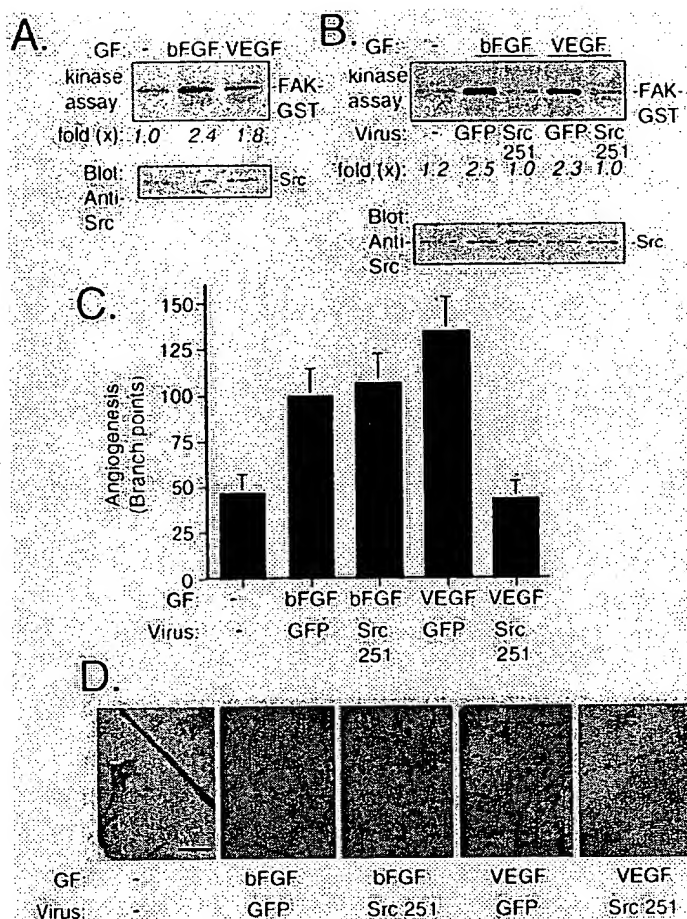 A.
GF: - bFGF VEGF
kinase assay
-FAK-GST
fold (x): 1.0 2.4 1.8
Blot: Anti-Src
Src
B.
GF: - bFGF VEGF
kinase assay
-FAK-GST
Virus: - GFP Src 251 GFP Src 251
fold (x): 1.2 2.5 1.0 2.3 1.0
Blot: Anti-Src
-Src
C.
Angiogenesis
(Branch points)
150
125
100
75
50
25
0
GF: - bFGF bFGF VEGF VEGF
Virus: - GFP Src 251 GFP Src 251
D.
GF: - bFGF bFGF VEGF VEGF
Virus: - GFP Src 251 GFP Src 251